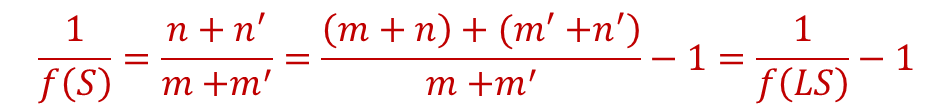 1/f(S) = (n + n′)/(m + m′) = ((m + n) + (m′ + n′))/(m + m′) − 1 = 1/f(LS) − 1